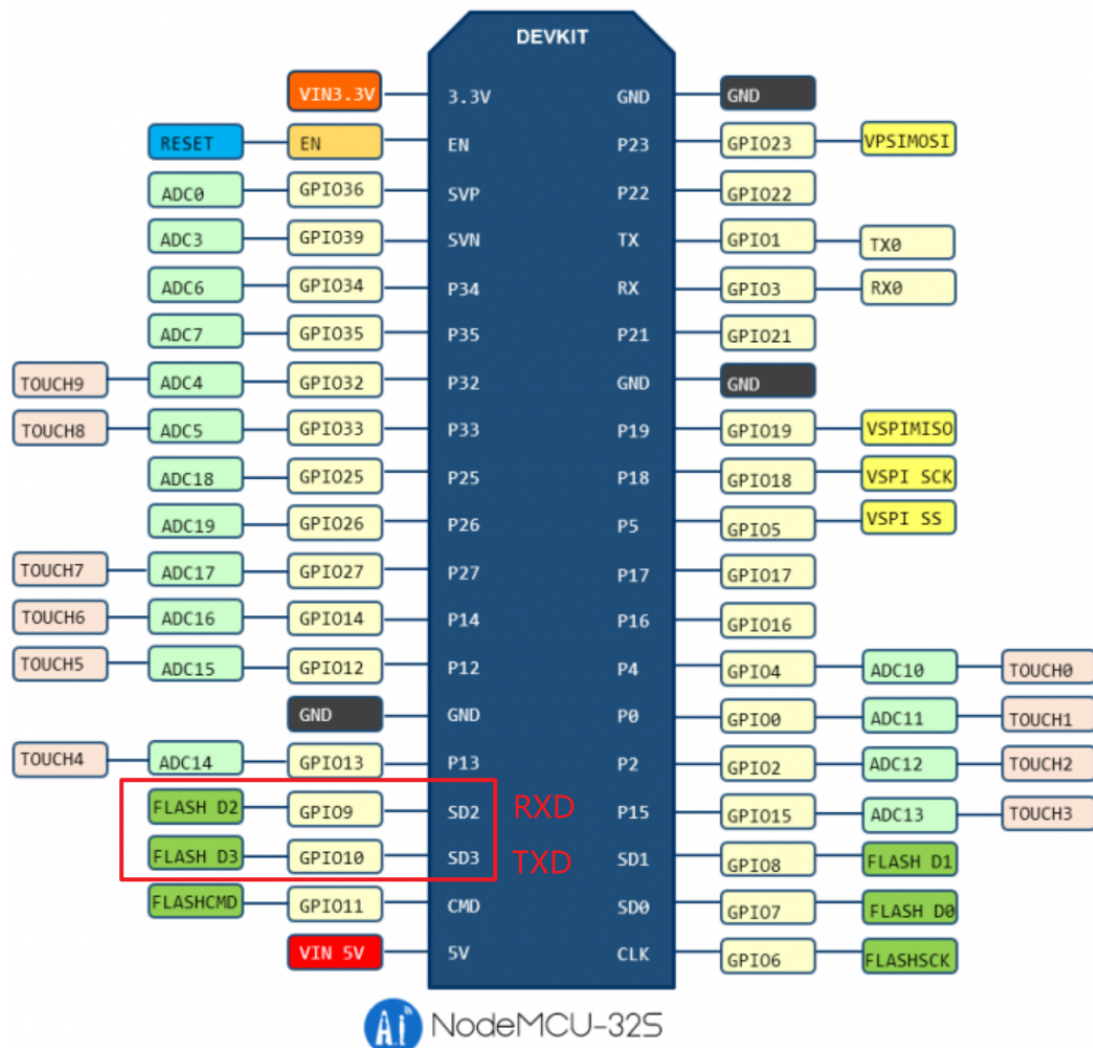 DEVKIT
VIN3.3V 3.3V GND GND
RESET EN EN P23 GPIO23 VPSIMOSI
ADC0 GPIO36 SVP P22 GPIO22
ADC3 GPIO39 SVN TX GPIO1 TX0
ADC6 GPIO34 P34 RX GPIO3 RX0
ADC7 GPIO35 P35 P21 GPIO21
TOUCH9 ADC4 GPIO32 P32 GND GND
TOUCH8 ADC5 GPIO33 P33 P19 GPIO19 VSPIMISO
ADC18 GPIO25 P25 P18 GPIO18 VSPI SCK
ADC19 GPIO26 P26 P5 GPIO5 VSPI SS
TOUCH7 ADC17 GPIO27 P27 P17 GPIO17
TOUCH6 ADC16 GPIO14 P14 P16 GPIO16
TOUCH5 ADC15 GPIO12 P12 P4 GPIO4 ADC10 TOUCH0
GND GND P0 GPIO0 ADC11 TOUCH1
TOUCH4 ADC14 GPIO13 P13 P2 GPIO2 ADC12 TOUCH2
FLASH D2 GPIO9 SD2 RXD P15 GPIO15 ADC13 TOUCH3
FLASH D3 GPIO10 SD3 TXD SD1 GPIO8 FLASH D1
FLASHCMD GPIO11 CMD SD0 GPIO7 FLASH D0
VIN 5V 5V CLK GPIO6 FLASHSCK
Ai NodeMCU-32S